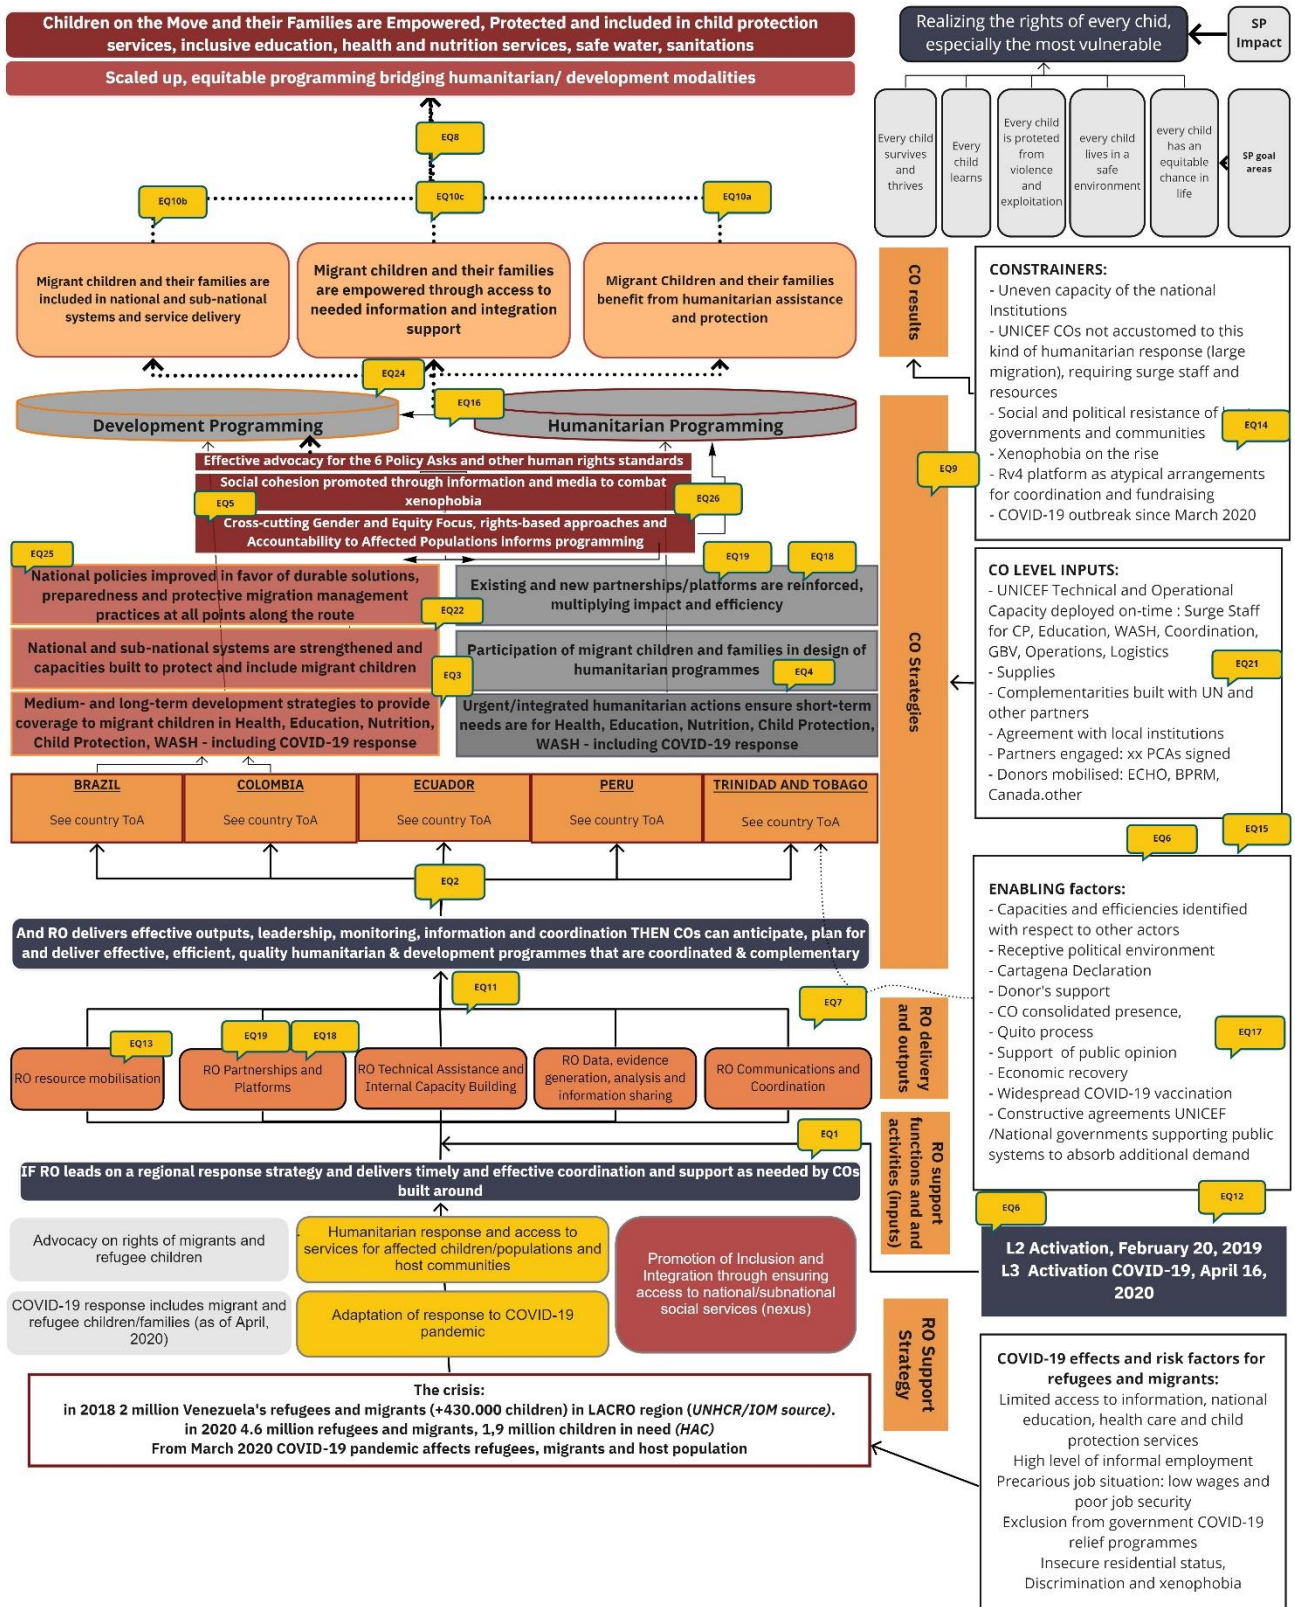 Children on the Move and their Families are Empowered, Protected and included in child protection
services, inclusive education, health and nutrition services, safe water, sanitations
Scaled up, equitable programming bridging humanitarian/ development modalities
Realizing the rights of every chid,
especially the most vulnerable
SP
Impact
Every child
survives
and
thrives
Every
child
learns
Every child
is proteted
from
violence
and
exploitation
every child
lives in a
safe
environment
every child
has an
equitable
chance in
life
SP goal
areas
EQ8
EQ10b
EQ10c
EQ10a
Migrant children and their families are
included in national and sub-national
systems and service delivery
Migrant children and their families
are empowered through access to
needed information and integration
support
Migrant Children and their families
benefit from humanitarian assistance
and protection
CO results
CONSTRAINERS:
- Uneven capacity of the national
Institutions
- UNICEF COs not accustomed to this
kind of humanitarian response (large
migration), requiring surge staff and
resources
- Social and political resistance of
governments and communities
- Xenophobia on the rise
- Rv4 platform as atypical arrangements
for coordination and fundraising
- COVID-19 outbreak since March 2020
EQ14
EQ24
EQ16
Development Programming
Humanitarian Programming
EQ9
Effective advocacy for the 6 Policy Asks and other human rights standards
Social cohesion promoted through information and media to combat
xenophobia
EQ5
EQ26
Cross-cutting Gender and Equity Focus, rights-based approaches and
Accountability to Affected Populations informs programming
EQ25
EQ19
EQ18
National policies improved in favor of durable solutions,
preparedness and protective migration management
practices at all points along the route
Existing and new partnerships/platforms are reinforced,
multiplying impact and efficiency
EQ22
National and sub-national systems are strengthened and
capacities built to protect and include migrant children
Participation of migrant children and families in design of
humanitarian programmes
EQ3
EQ4
Medium- and long-term development strategies to provide
coverage to migrant children in Health, Education, Nutrition,
Child Protection, WASH - including COVID-19 response
Urgent/integrated humanitarian actions ensure short-term
needs are for Health, Education, Nutrition, Child Protection,
WASH - including COVID-19 response
CO Strategies
CO LEVEL INPUTS:
- UNICEF Technical and Operational
Capacity deployed on-time : Surge Staff
for CP, Education, WASH, Coordination,
GBV, Operations, Logistics
- Supplies
- Complementarities built with UN and
other partners
- Agreement with local institutions
- Partners engaged: xx PCAs signed
- Donors mobilised: ECHO, BPRM,
Canada.other
EQ21
BRAZIL
See country ToA
COLOMBIA
See country ToA
ECUADOR
See country ToA
PERU
See country ToA
TRINIDAD AND TOBAGO
See country ToA
EQ2
EQ6
EQ15
And RO delivers effective outputs, leadership, monitoring, information and coordination THEN COs can anticipate, plan for
and deliver effective, efficient, quality humanitarian & development programmes that are coordinated & complementary
ENABLING factors:
- Capacities and efficiencies identified
with respect to other actors
- Receptive political environment
- Cartagena Declaration
- Donor's support
- CO consolidated presence,
- Quito process
- Support of public opinion
- Economic recovery
- Widespread COVID-19 vaccination
- Constructive agreements UNICEF
/National governments supporting public
systems to absorb additional demand
EQ17
EQ11
EQ7
RO delivery
and outputs
EQ13
EQ19
EQ18
RO resource mobilisation
RO Partnerships and
Platforms
RO Technical Assistance and
Internal Capacity Building
RO Data, evidence
generation, analysis and
information sharing
RO Communications and
Coordination
EQ1
RO support
functions and and
activities (inputs)
IF RO leads on a regional response strategy and delivers timely and effective coordination and support as needed by COs
built around
EQ6
EQ12
L2 Activation, February 20, 2019
L3 Activation COVID-19, April 16,
2020
Advocacy on rights of migrants and
refugee children
Humanitarian response and access to
services for affected children/populations and
host communities
Promotion of Inclusion and
Integration through ensuring
access to national/subnational
social services (nexus)
COVID-19 response includes migrant and
refugee children/families (as of April,
2020)
Adaptation of response to COVID-19
pandemic
RO Support
Strategy
The crisis:
in 2018 2 million Venezuela's refugees and migrants (+430.000 children) in LACRO region (UNHCR/IOM source).
in 2020 4.6 million refugees and migrants, 1,9 million children in need (HAC)
From March 2020 COVID-19 pandemic affects refugees, migrants and host population
COVID-19 effects and risk factors for
refugees and migrants:
Limited access to information, national
education, health care and child
protection services
High level of informal employment
Precarious job situation: low wages and
poor job security
Exclusion from government COVID-19
relief programmes
Insecure residential status,
Discrimination and xenophobia